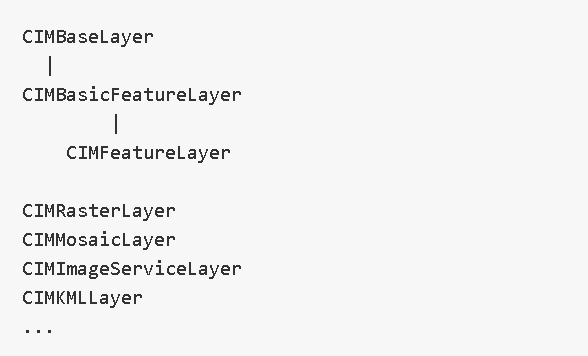 CIMBaseLayer
|
CIMBasicFeatureLayer
|
CIMFeatureLayer
CIMRasterLayer
CIMMosaicLayer
CIMImageServiceLayer
CIMKMLLayer
...